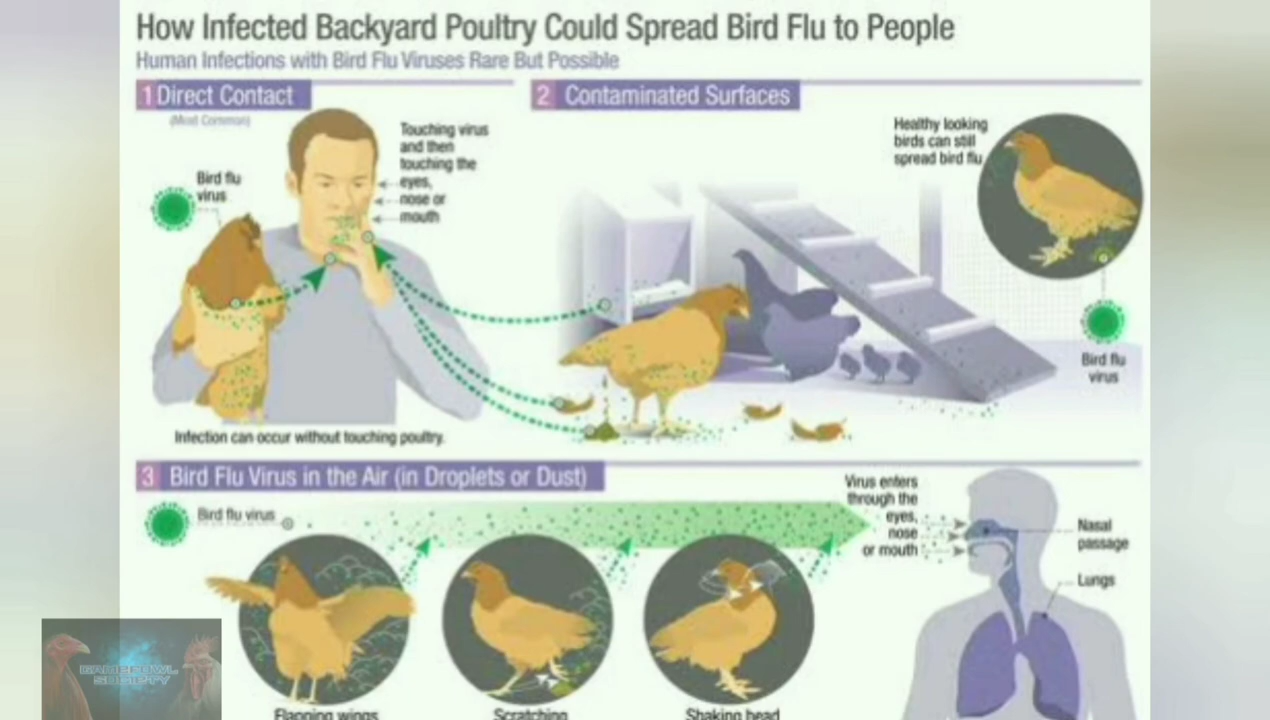 How Infected Backyard Poultry Could Spread Bird Flu to People
Human Infections with Bird Flu Viruses Rare But Possible
1 Direct Contact
(Most Common)
Bird flu
virus
Touching virus
and then
touching the
eyes,
nose or
mouth
Infection can occur without touching poultry.
2 Contaminated Surfaces
Healthy looking
birds can still
spread bird flu
Bird flu
virus
3 Bird Flu Virus in the Air (in Droplets or Dust)
Bird flu virus
Virus enters
through the
eyes,
nose
or mouth
Nasal
passage
Lungs
Flapping wings
Scratching
Shaking head
GAMEFOWL
SOCIETY